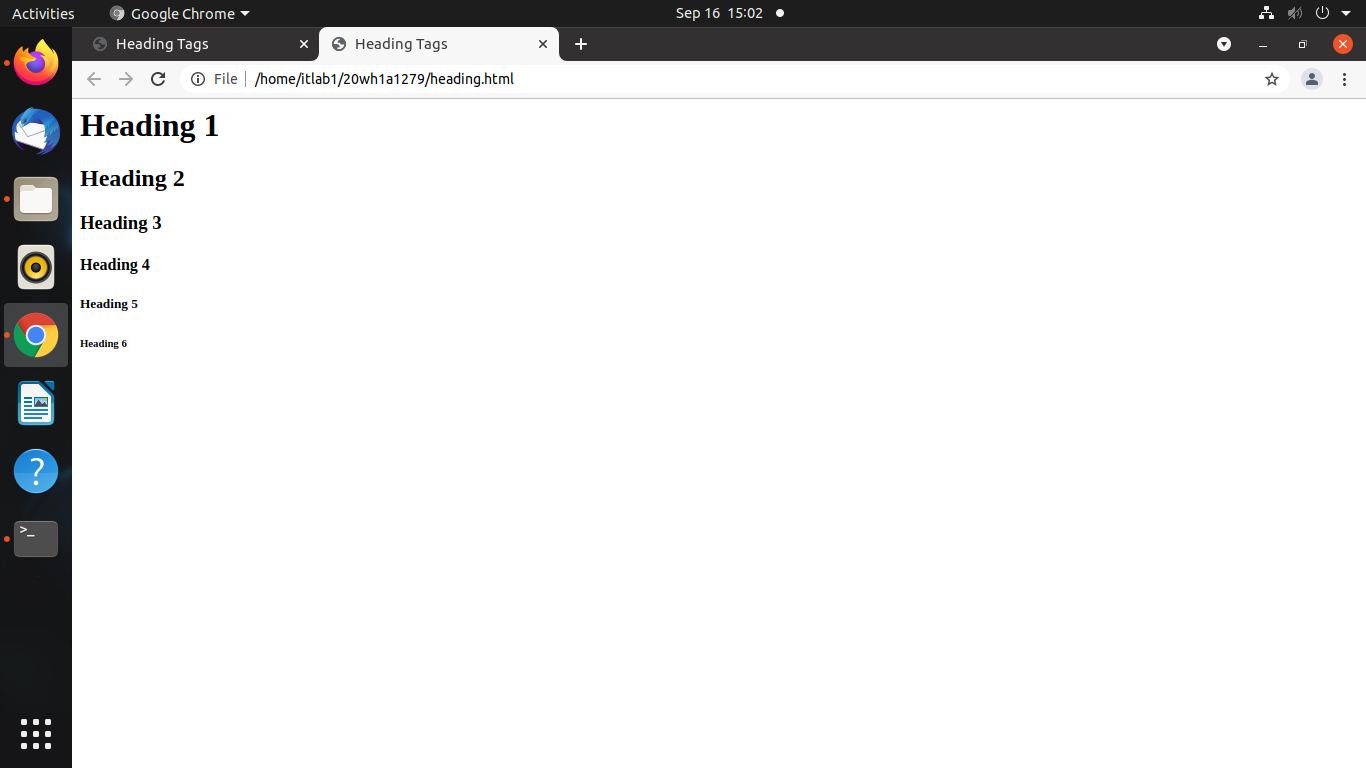 Activities Google Chrome Sep 16 15:02
Heading Tags Heading Tags
File /home/itlab1/20wh1a1279/heading.html
Heading 1
Heading 2
Heading 3
Heading 4
Heading 5
Heading 6
?
>_